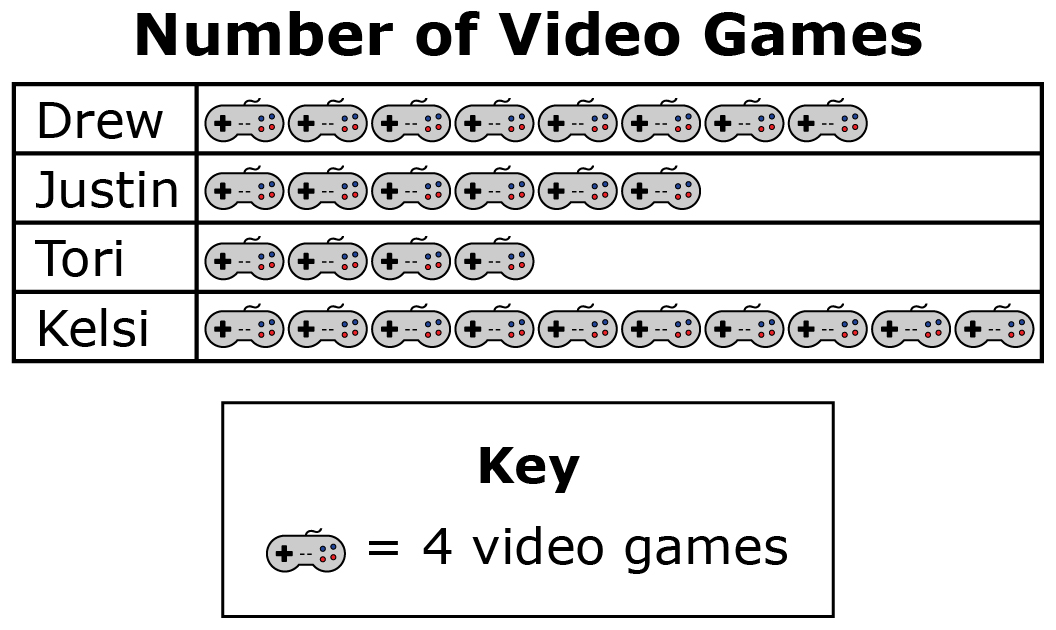 Number of Video Games
Drew
Justin
Tori
Kelsi
Key
= 4 video games